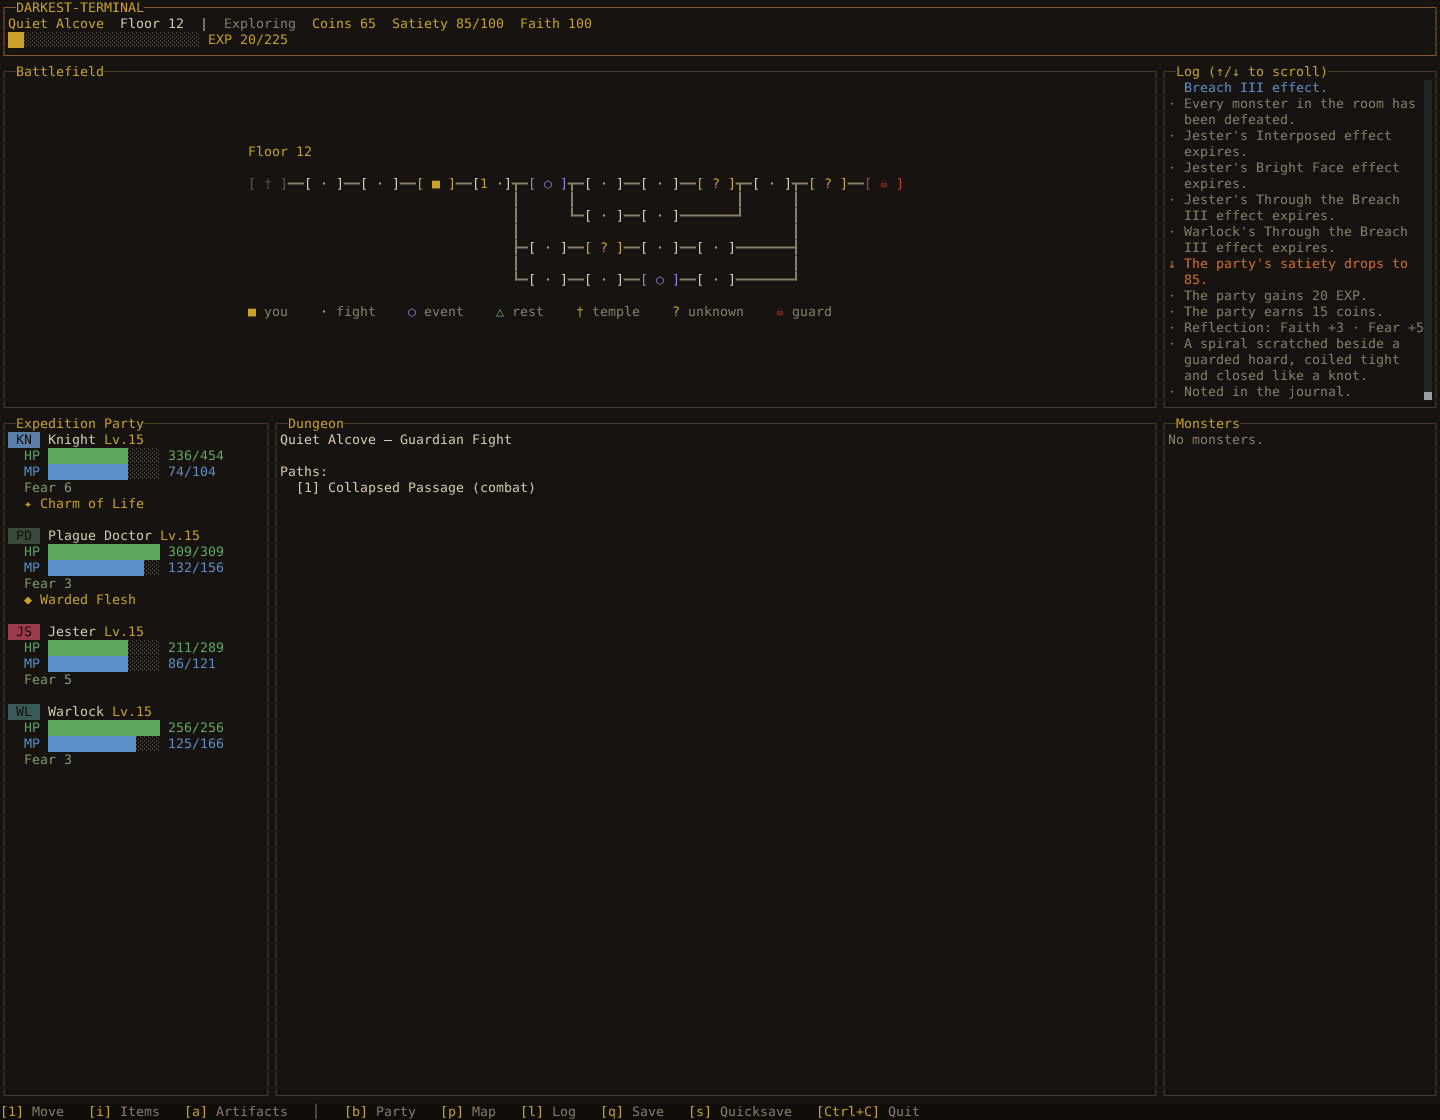 DARKEST-TERMINAL
Quiet Alcove  Floor 12  |  Exploring  Coins 65  Satiety 85/100  Faith 100
EXP 20/225
Battlefield
Floor 12
[ † ]──[ · ]──[ · ]──[ ■ ]──[1 ·]┬─[ ○ ]┬─[ · ]──[ · ]──[ ? ]┬─[ · ]┬─[ ? ]──[ ☠ ]
└─[ · ]──[ · ]────────┘
├─[ · ]──[ ? ]──[ · ]──[ · ]────────┤
└─[ · ]──[ · ]──[ ○ ]──[ · ]────────┘
■ you    · fight    ○ event    △ rest    † temple    ? unknown    ☠ guard
Log (↑/↓ to scroll)
Breach III effect.
· Every monster in the room has
been defeated.
· Jester's Interposed effect
expires.
· Jester's Bright Face effect
expires.
· Jester's Through the Breach
III effect expires.
· Warlock's Through the Breach
III effect expires.
↓ The party's satiety drops to
85.
· The party gains 20 EXP.
· The party earns 15 coins.
· Reflection: Faith +3 · Fear +5
· A spiral scratched beside a
guarded hoard, coiled tight
and closed like a knot.
· Noted in the journal.
Expedition Party
KN Knight Lv.15
HP 336/454
MP 74/104
Fear 6
✦ Charm of Life
PD Plague Doctor Lv.15
HP 309/309
MP 132/156
Fear 3
◆ Warded Flesh
JS Jester Lv.15
HP 211/289
MP 86/121
Fear 5
WL Warlock Lv.15
HP 256/256
MP 125/166
Fear 3
Dungeon
Quiet Alcove — Guardian Fight
Paths:
[1] Collapsed Passage (combat)
Monsters
No monsters.
[1] Move   [i] Items   [a] Artifacts   │   [b] Party   [p] Map   [l] Log   [q] Save   [s] Quicksave   [Ctrl+C] Quit